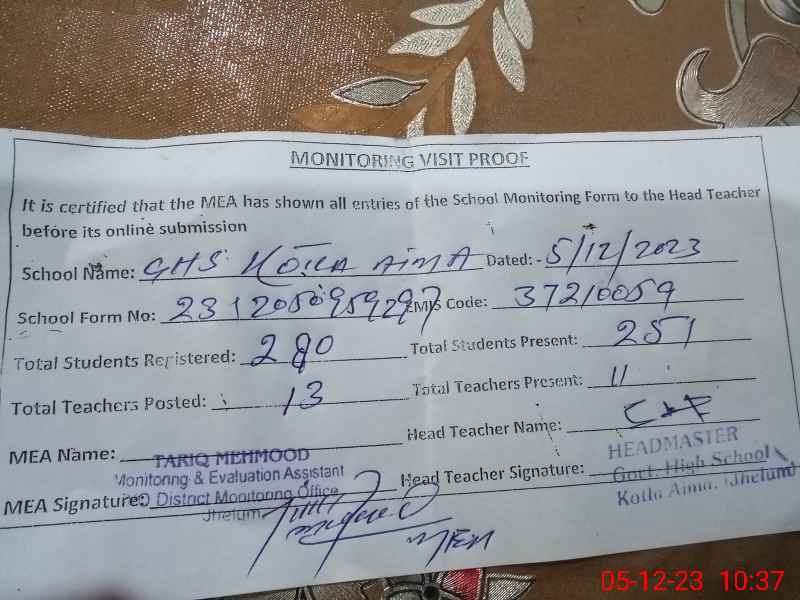 MONITORING VISIT PROOF
It is certified that the MEA has shown all entries of the School Monitoring Form to the Head Teacher
before its online submission
School Name: GHS KOTLA AIMA Dated: - 5/12/2023
School Form No: 2312050959297 EMIS Code: 37210059
Total Students Registered: 280 Total Students Present: 251
Total Teachers Posted: 13 Total Teachers Present: 11
MEA Name: Head Teacher Name:
TARIQ MEHMOOD
Monitoring & Evaluation Assistant
District Monitoring Office
Jhelum
MEA Signature: Head Teacher Signature:
HEADMASTER
Govt. High School
Kotla Aima, (Jhelum)
05-12-23 10:37